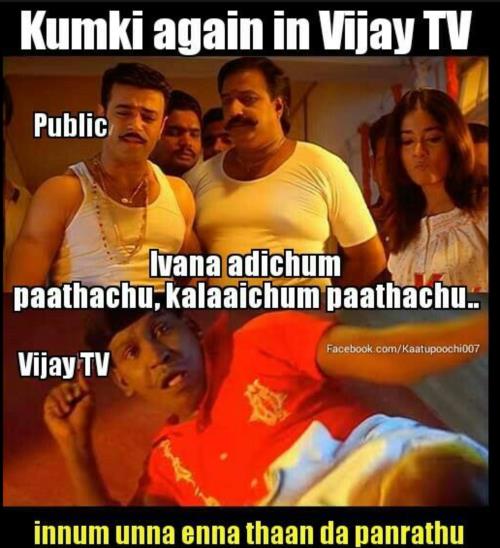 Kumki again in Vijay TV
Public
Ivana adichum
paathachu, kalaaichum paathachu..
Facebook.com/Kaatupoochi007
Vijay TV
innum unna enna thaan da panrathu